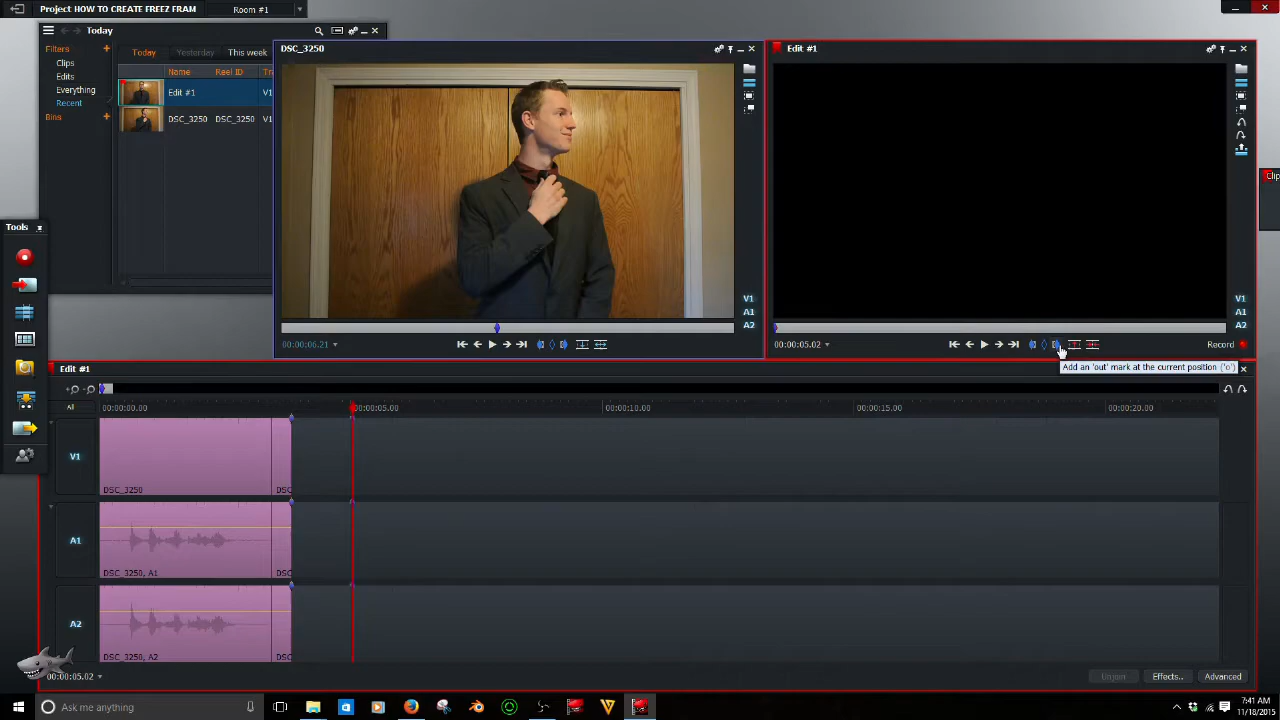 Project HOW TO CREATE FREEZ FRAM
Room #1
Today
Filters
Clips
Edits
Everything
Recent
Bins
Today
Yesterday
This week
Name
Reel ID
Edit #1
V1
DSC_3250
DSC_3250
V1
DSC_3250
V1
A1
A2
00:00:06.21
Edit #1
V1
A1
A2
00:00:05.02
Record
Add an 'out' mark at the current position ('o')
Clip
Tools
Edit #1
All
00:00:00.00
00:00:05.00
00:00:10.00
00:00:15.00
00:00:20.00
V1
DSC_3250
DSC
A1
DSC_3250, A1
DSC
A2
DSC_3250, A2
DSC
00:00:05.02
Unjoin
Effects..
Advanced
Ask me anything
7:41 AM
11/18/2015